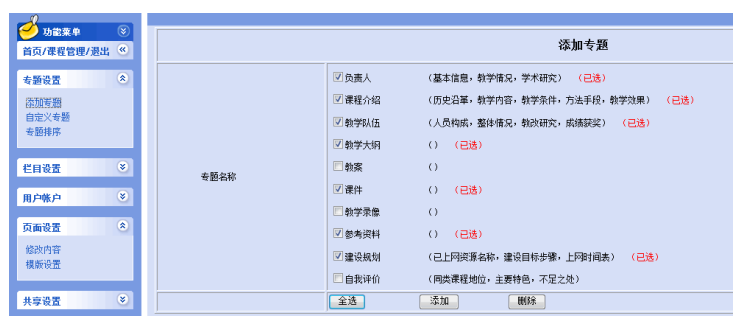 功能菜单
首页/课程管理/退出
专题设置
添加专题
自定义专题
专题排序
栏目设置
用户帐户
页面设置
修改内容
模版设置
共享设置
添加专题
专题名称
负责人 （基本信息，教学情况，学术研究） （已选）
课程介绍 （历史沿革，教学内容，教学条件，方法手段，教学效果） （已选）
教学队伍 （人员构成，整体情况，教改研究，成绩获奖） （已选）
教学大纲 （） （已选）
教案 （）
课件 （） （已选）
教学录像 （）
参考资料 （） （已选）
建设规划 （已上网资源名称，建设目标步骤，上网时间表） （已选）
自我评价 （同类课程地位，主要特色，不足之处）
全选 添加 删除